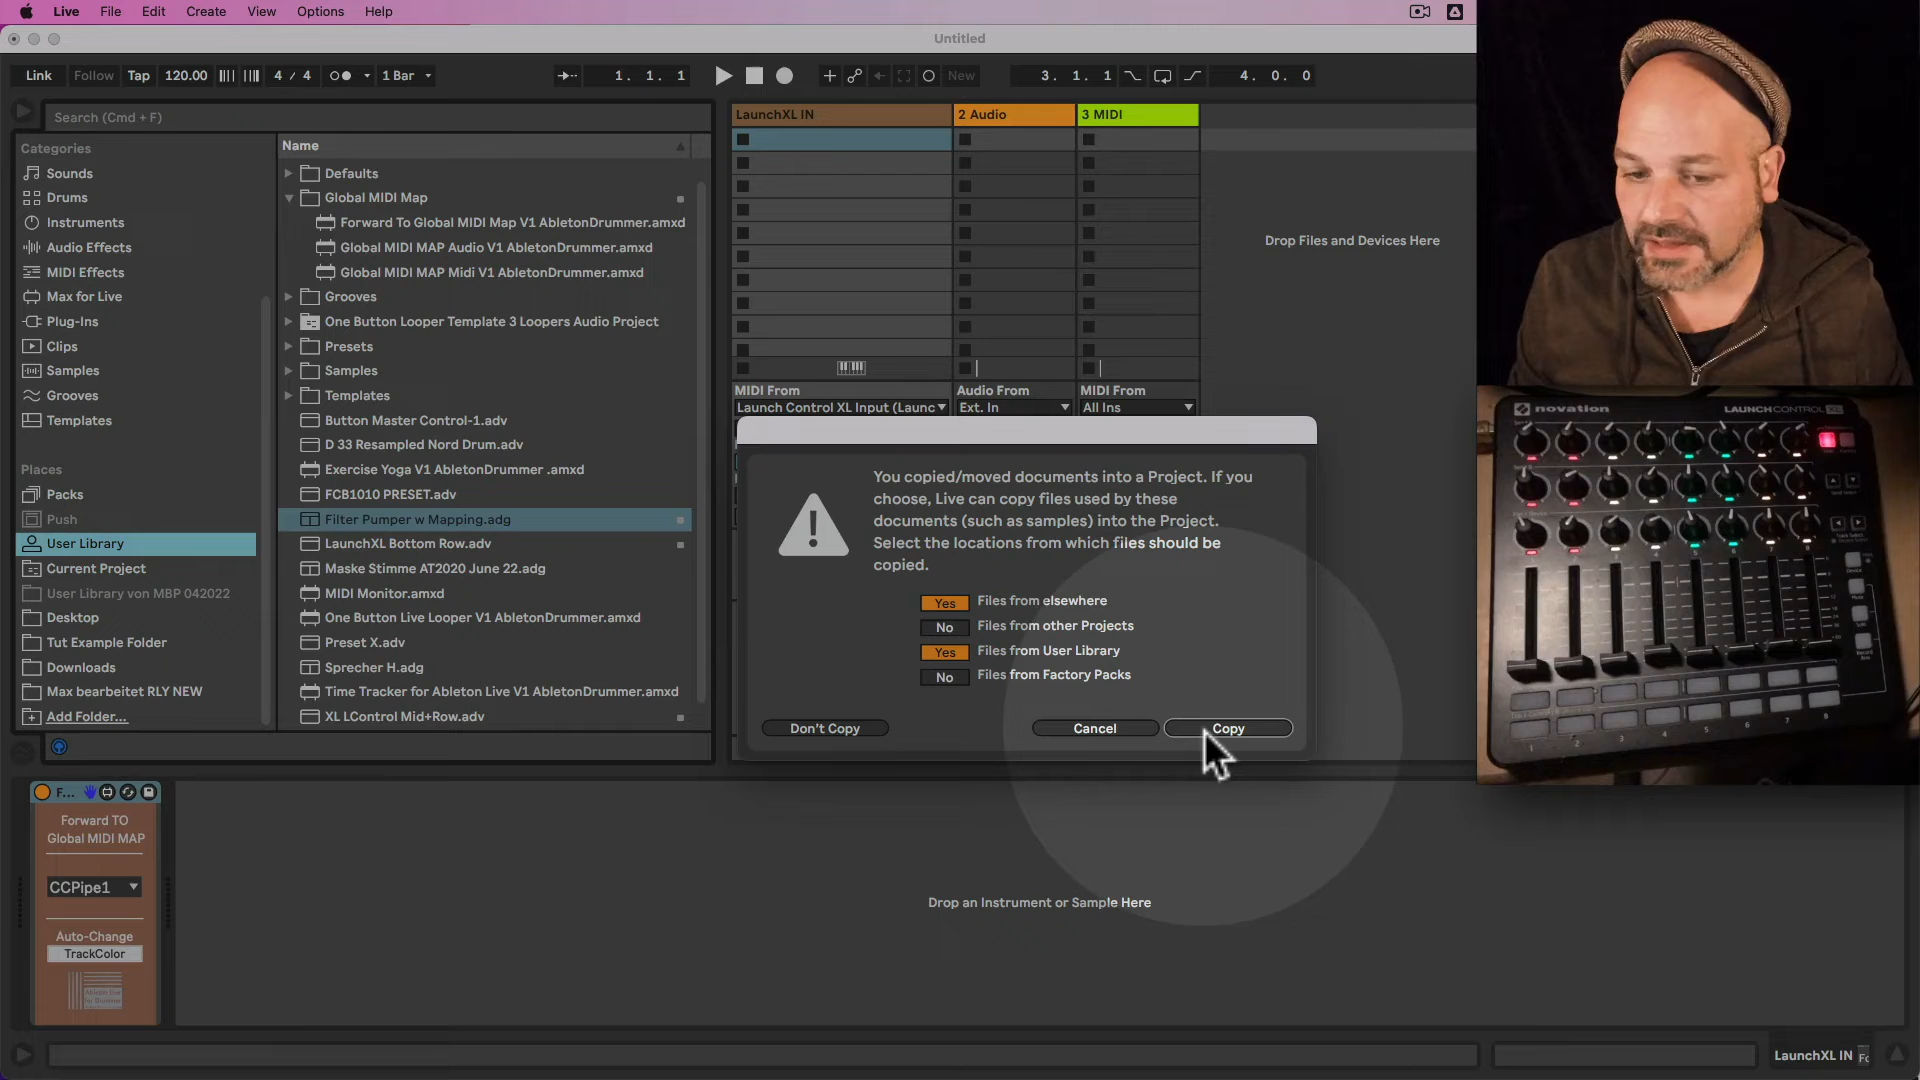 Live File Edit Create View Options Help
Untitled
Link Follow Tap 120.00 4 / 4 1 Bar 1. 1. 1 New 3. 1. 1 4. 0. 0
Search (Cmd + F)
Categories
Sounds
Drums
Instruments
Audio Effects
MIDI Effects
Max for Live
Plug-Ins
Clips
Samples
Grooves
Templates
Places
Packs
Push
User Library
Current Project
User Library von MBP 042022
Desktop
Tut Example Folder
Downloads
Max bearbeitet RLY NEW
Add Folder...
Name
Defaults
Global MIDI Map
Forward To Global MIDI Map V1 AbletonDrummer.amxd
Global MIDI MAP Audio V1 AbletonDrummer.amxd
Global MIDI MAP Midi V1 AbletonDrummer.amxd
Grooves
One Button Looper Template 3 Loopers Audio Project
Presets
Samples
Templates
Button Master Control-1.adv
D 33 Resampled Nord Drum.adv
Exercise Yoga V1 AbletonDrummer .amxd
FCB1010 PRESET.adv
Filter Pumper w Mapping.adg
LaunchXL Bottom Row.adv
Maske Stimme AT2020 June 22.adg
MIDI Monitor.amxd
One Button Live Looper V1 AbletonDrummer.amxd
Preset X.adv
Sprecher H.adg
Time Tracker for Ableton Live V1 AbletonDrummer.amxd
XL LControl Mid+Row.adv
LaunchXL IN 2 Audio 3 MIDI
Drop Files and Devices Here
MIDI From Audio From MIDI From
Launch Control XL Input (Launc Ext. In All Ins
You copied/moved documents into a Project. If you
choose, Live can copy files used by these
documents (such as samples) into the Project.
Select the locations from which files should be
copied.
Yes Files from elsewhere
No Files from other Projects
Yes Files from User Library
No Files from Factory Packs
Don't Copy Cancel Copy
novation LAUNCHCONTROL XL
1 2 3 4 5 6 7 8
F...
Forward TO
Global MIDI MAP
CCPipe1
Auto-Change
TrackColor
Drop an Instrument or Sample Here
LaunchXL IN